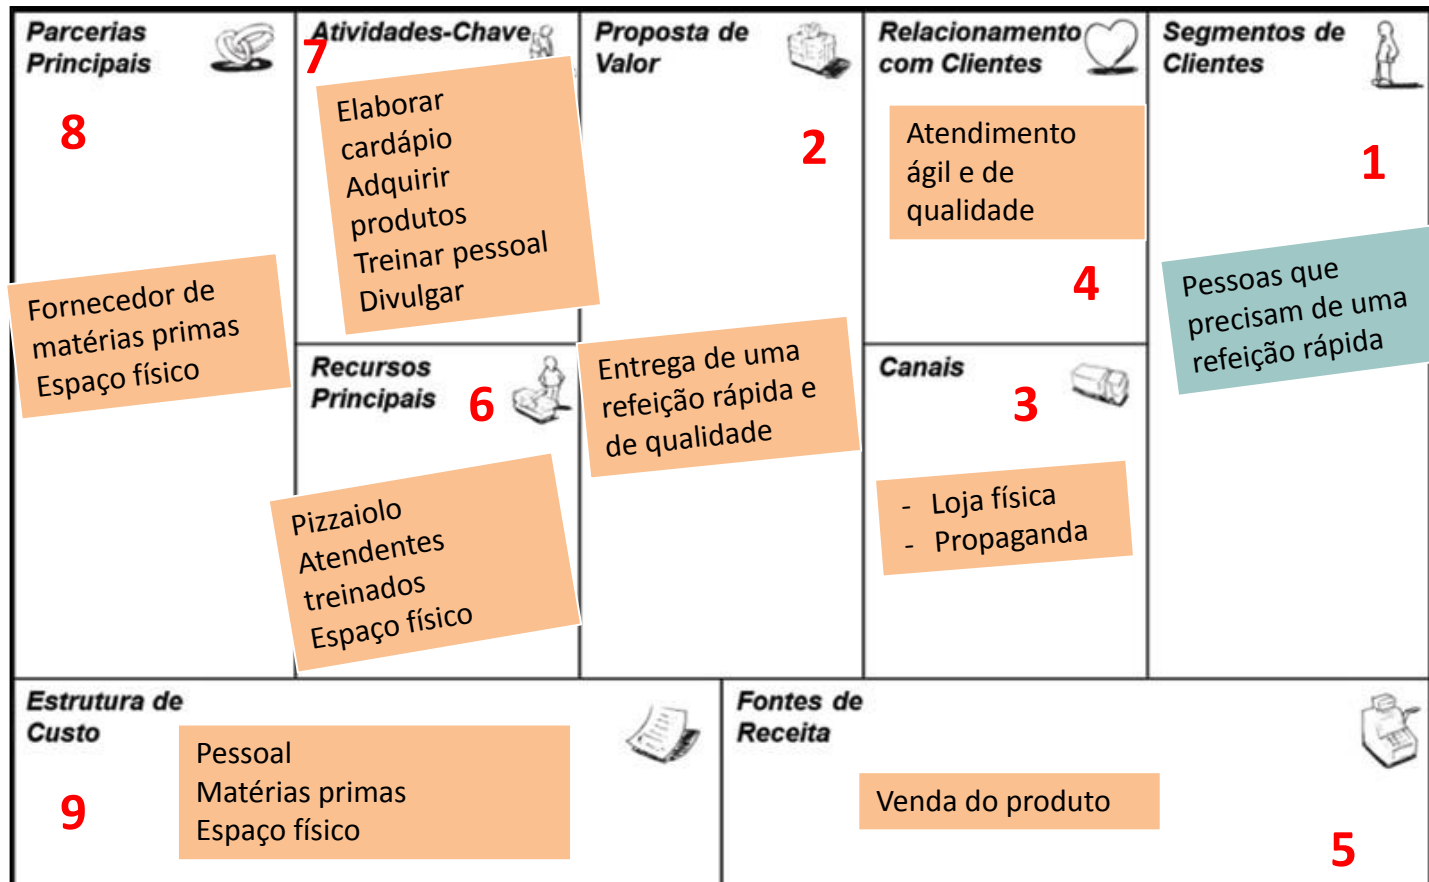 Parcerias
Principais
8
Fornecedor de
matérias primas
Espaço físico
Atividades-Chave
7
Elaborar
cardápio
Adquirir
produtos
Treinar pessoal
Divulgar
Recursos
Principais
6
Pizzaiolo
Atendentes
treinados
Espaço físico
Proposta de
Valor
2
Entrega de uma
refeição rápida e
de qualidade
Relacionamento
com Clientes
Atendimento
ágil e de
qualidade
4
Canais
3
- Loja física
- Propaganda
Segmentos de
Clientes
1
Pessoas que
precisam de uma
refeição rápida
Estrutura de
Custo
9
Pessoal
Matérias primas
Espaço físico
Fontes de
Receita
Venda do produto
5